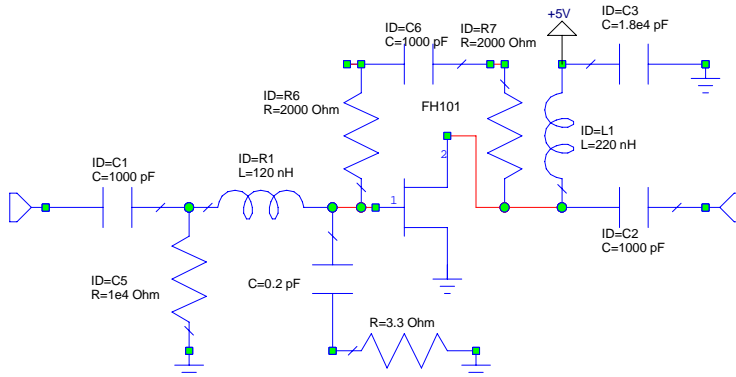 ID=C6
C=1000 pF
ID=R7
R=2000 Ohm
+5V
ID=C3
C=1.8e4 pF
ID=R6
R=2000 Ohm
FH101
ID=L1
L=220 nH
ID=C1
C=1000 pF
ID=R1
L=120 nH
2
1
ID=C2
C=1000 pF
ID=C5
R=1e4 Ohm
C=0.2 pF
R=3.3 Ohm